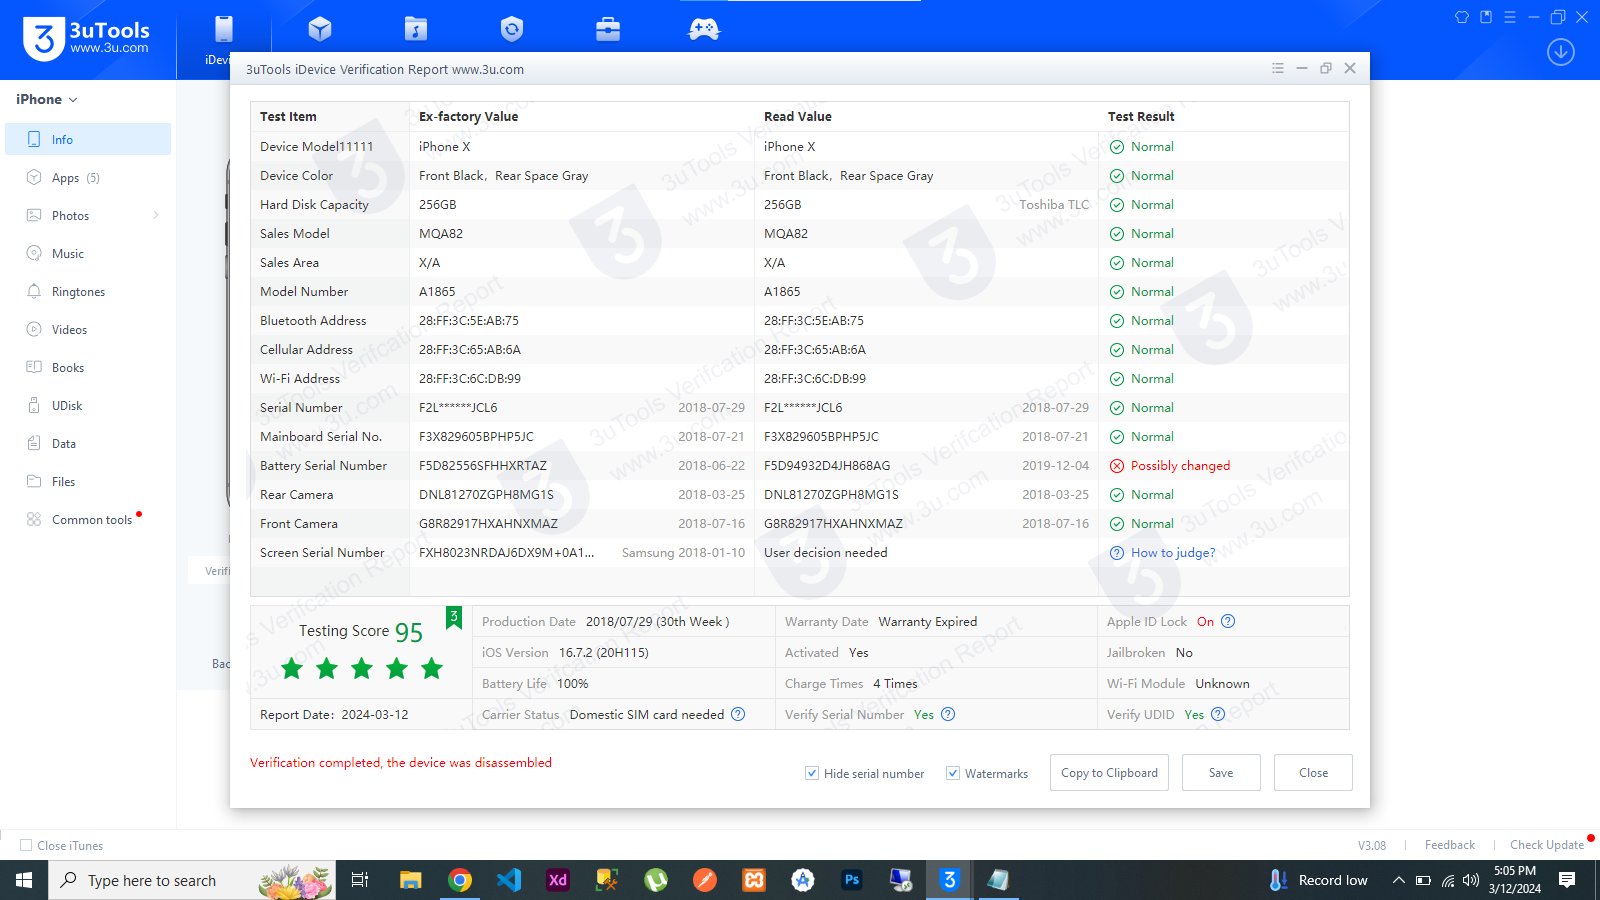 3uTools
www.3u.com
iDevi
3uTools iDevice Verification Report www.3u.com
iPhone
Info
Apps (5)
Photos
Music
Ringtones
Videos
Books
UDisk
Data
Files
Common tools
Test Item Ex-factory Value Read Value Test Result
Device Model11111 iPhone X iPhone X Normal
Device Color Front Black, Rear Space Gray Front Black, Rear Space Gray Normal
Hard Disk Capacity 256GB 256GB Toshiba TLC Normal
Sales Model MQA82 MQA82 Normal
Sales Area X/A X/A Normal
Model Number A1865 A1865 Normal
Bluetooth Address 28:FF:3C:5E:AB:75 28:FF:3C:5E:AB:75 Normal
Cellular Address 28:FF:3C:65:AB:6A 28:FF:3C:65:AB:6A Normal
Wi-Fi Address 28:FF:3C:6C:DB:99 28:FF:3C:6C:DB:99 Normal
Serial Number F2L******JCL6 2018-07-29 F2L******JCL6 2018-07-29 Normal
Mainboard Serial No. F3X829605BPHP5JC 2018-07-21 F3X829605BPHP5JC 2018-07-21 Normal
Battery Serial Number F5D82556SFHHXRTAZ 2018-06-22 F5D94932D4JH868AG 2019-12-04 Possibly changed
Rear Camera DNL81270ZGPH8MG1S 2018-03-25 DNL81270ZGPH8MG1S 2018-03-25 Normal
Front Camera G8R82917HXAHNXMAZ 2018-07-16 G8R82917HXAHNXMAZ 2018-07-16 Normal
Screen Serial Number FXH8023NRDAJ6DX9M+0A1... Samsung 2018-01-10 User decision needed How to judge?
Verifi
Bac
Testing Score 95
Report Date: 2024-03-12
Production Date 2018/07/29 (30th Week ) Warranty Date Warranty Expired Apple ID Lock On
iOS Version 16.7.2 (20H115) Activated Yes Jailbroken No
Battery Life 100% Charge Times 4 Times Wi-Fi Module Unknown
Carrier Status Domestic SIM card needed Verify Serial Number Yes Verify UDID Yes
Verification completed, the device was disassembled
Hide serial number Watermarks Copy to Clipboard Save Close
Close iTunes V3.08 Feedback Check Update
Type here to search
Xd
Ps
Record low
5:05 PM
3/12/2024